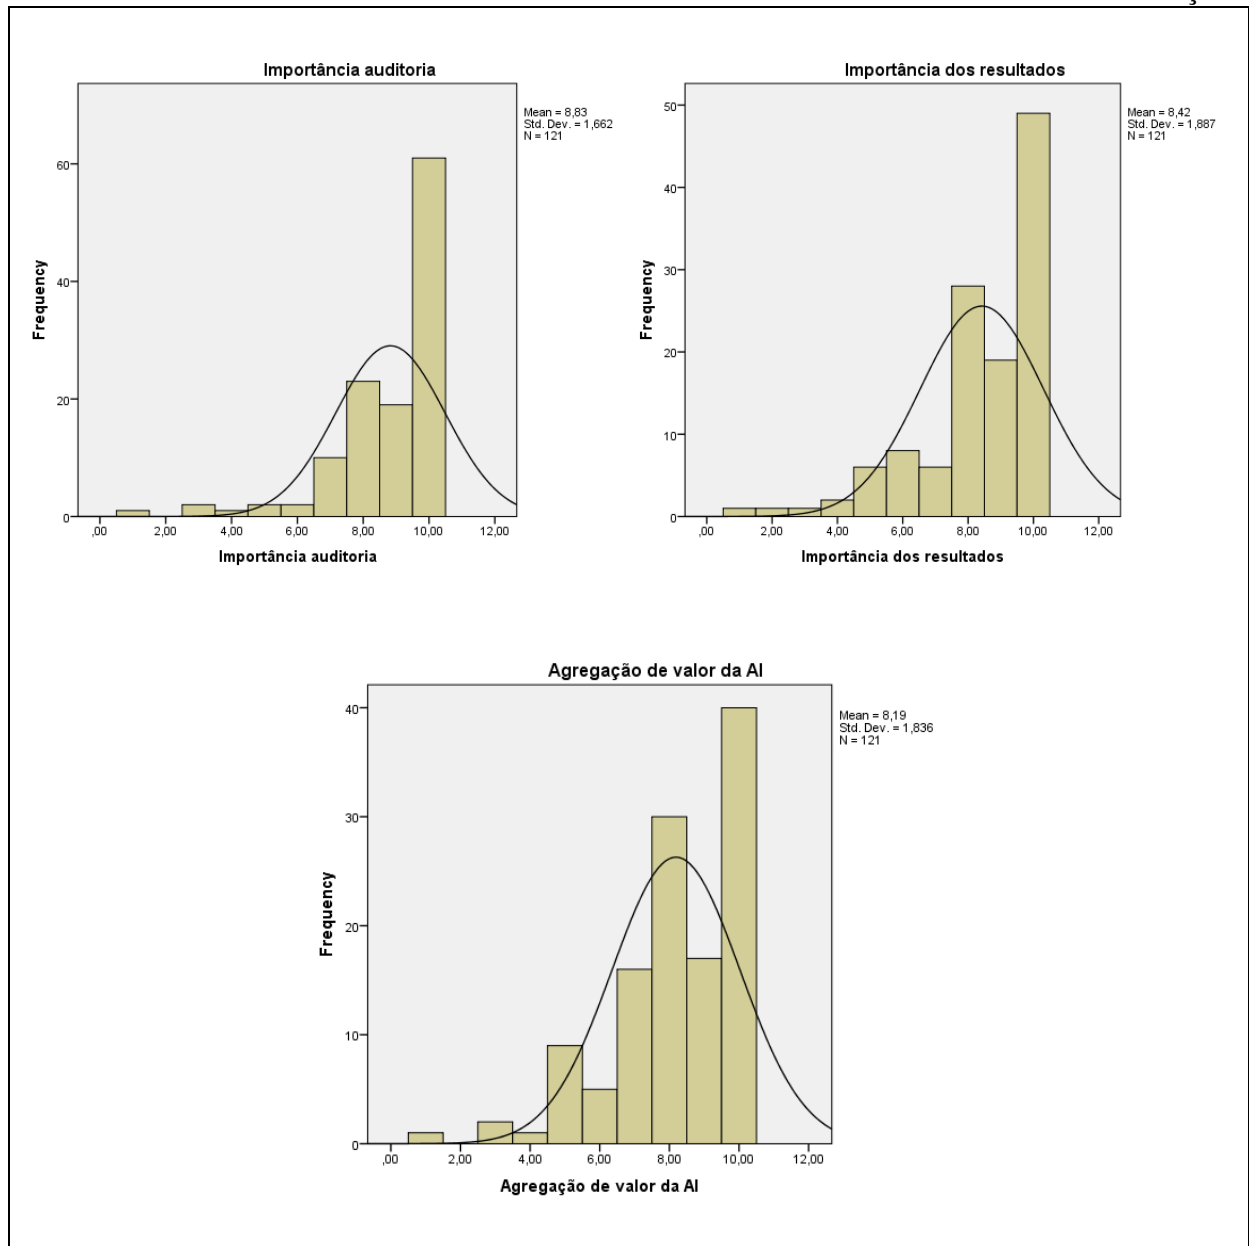 Importância auditoria
Mean = 8,83
Std. Dev. = 1,662
N = 121
60
40
20
0
Frequency
,00 2,00 4,00 6,00 8,00 10,00 12,00
Importância auditoria
Importância dos resultados
Mean = 8,42
Std. Dev. = 1,887
N = 121
50
40
30
20
10
0
Frequency
,00 2,00 4,00 6,00 8,00 10,00 12,00
Importância dos resultados
Agregação de valor da AI
Mean = 8,19
Std. Dev. = 1,836
N = 121
40
30
20
10
0
Frequency
,00 2,00 4,00 6,00 8,00 10,00 12,00
Agregação de valor da AI